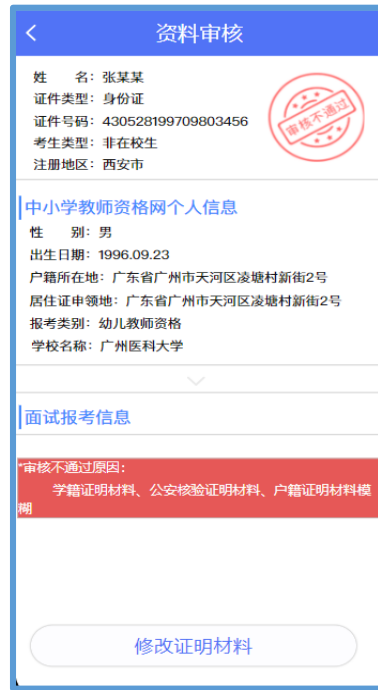 资料审核
姓 名：张某某
证件类型：身份证
证件号码：430528199709803456
考生类型：非在校生
注册地区：西安市
审核不通过
中小学教师资格网个人信息
性 别：男
出生日期：1996.09.23
户籍所在地：广东省广州市天河区凌塘村新街2号
居住证申领地：广东省广州市天河区凌塘村新街2号
报考类别：幼儿教师资格
学校名称：广州医科大学
面试报考信息
*审核不通过原因：
学籍证明材料、公安核验证明材料、户籍证明材料模
糊
修改证明材料